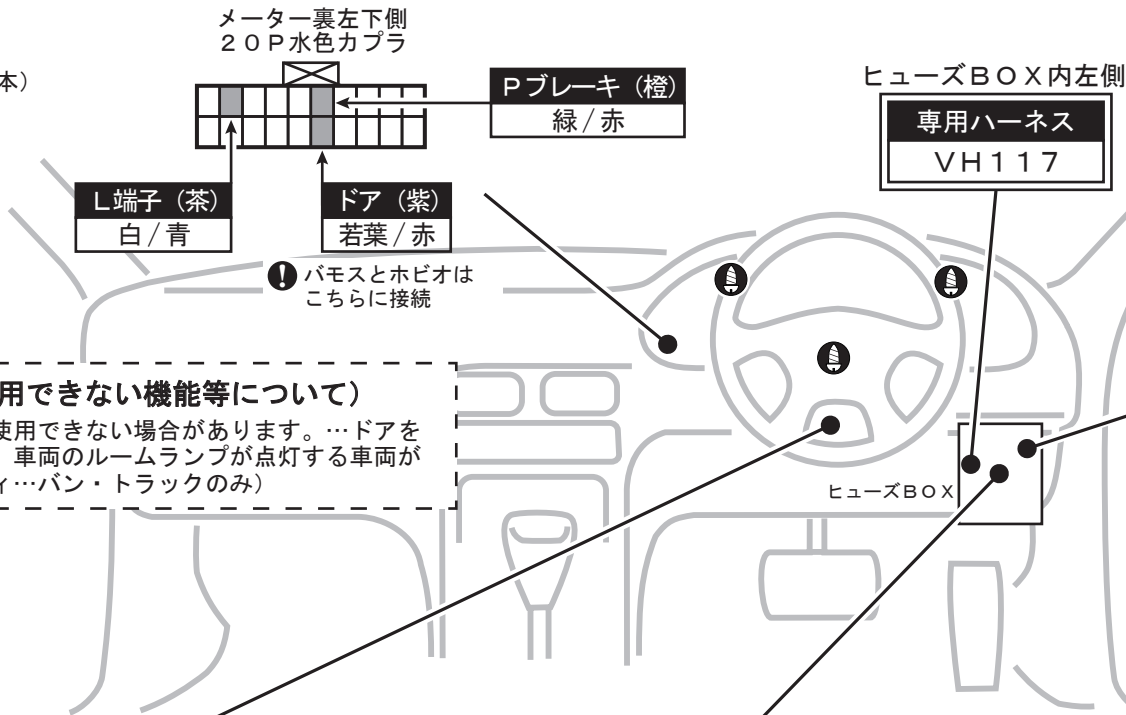 メーター裏左下側
２０Ｐ水色カプラ
本）
Ｐブレーキ（橙）
緑／赤
ヒューズＢＯＸ内左側
専用ハーネス
ＶＨ１１７
Ｌ端子（茶）
白／青
ドア（紫）
若葉／赤
バモスとホビオは
こちらに接続
用できない機能等について）
使用できない場合があります。…ドアを
車両のルームランプが点灯する車両が
ィ…バン・トラックのみ）
ヒューズＢＯＸ